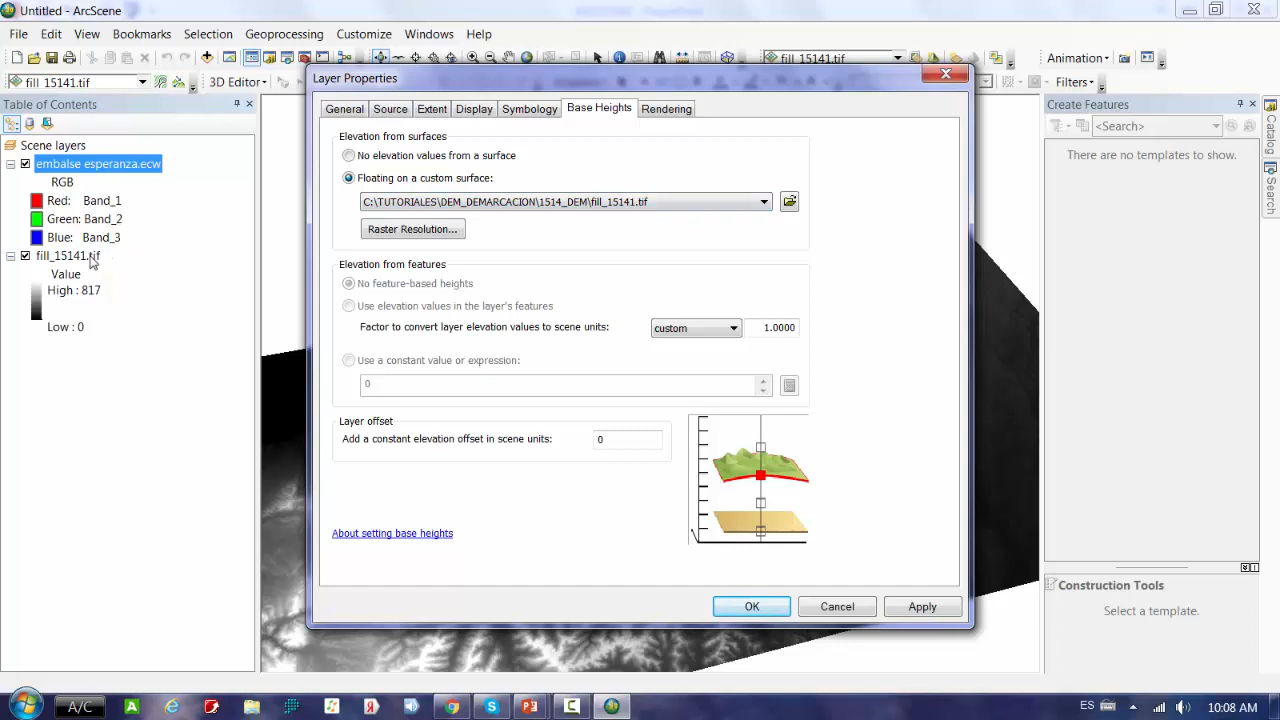 Untitled - ArcScene
File Edit View Bookmarks Selection Geoprocessing Customize Windows Help
fill_15141.tif
Animation
fill_15141.tif
3D Editor
Filters
Table of Contents
Scene layers
embalse esperanza.ecw
RGB
Red: Band_1
Green: Band_2
Blue: Band_3
fill_15141.tif
Value
High : 817
Low : 0
Layer Properties
General Source Extent Display Symbology Base Heights Rendering
Elevation from surfaces
No elevation values from a surface
Floating on a custom surface:
C:\TUTORIALES\DEM_DEMARCACION\1514_DEM\fill_15141.tif
Raster Resolution...
Elevation from features
No feature-based heights
Use elevation values in the layer's features
Factor to convert layer elevation values to scene units: custom 1.0000
Use a constant value or expression:
0
Layer offset
Add a constant elevation offset in scene units: 0
About setting base heights
OK Cancel Apply
Create Features
<Search>
There are no templates to show.
Construction Tools
Select a template.
Catalog
Search
A/C
ES 10:08 AM